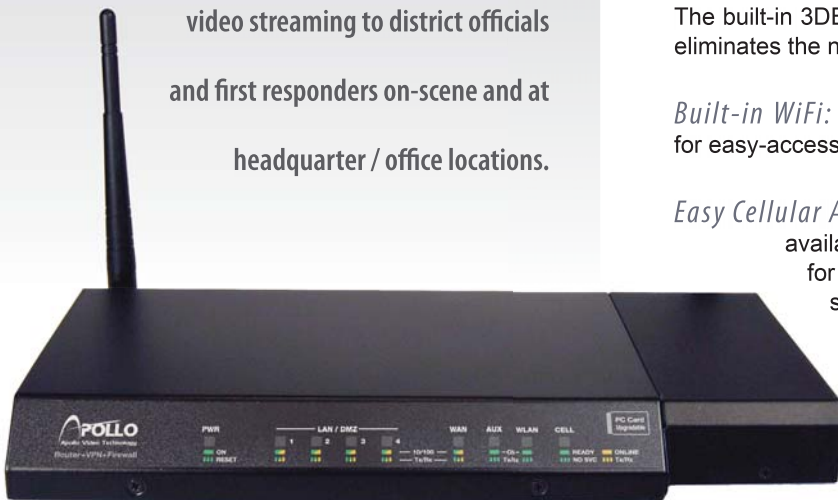 video streaming to district officials
and first responders on-scene and at
headquarter / office locations.
The built-in 3DE
eliminates the n
Built-in WiFi:
for easy-access
Easy Cellular A
availa
for
s
APOLLO
Apollo Video Technology
Router+VPN+Firewall
PWR
ON
RESET
LAN / DMZ
1 2 3 4
10/100
Tx/Rx
WAN AUX WLAN CELL
On
Tx/Rx
READY ONLINE
NO SVC Tx/Rx
PC Card
Upgradable